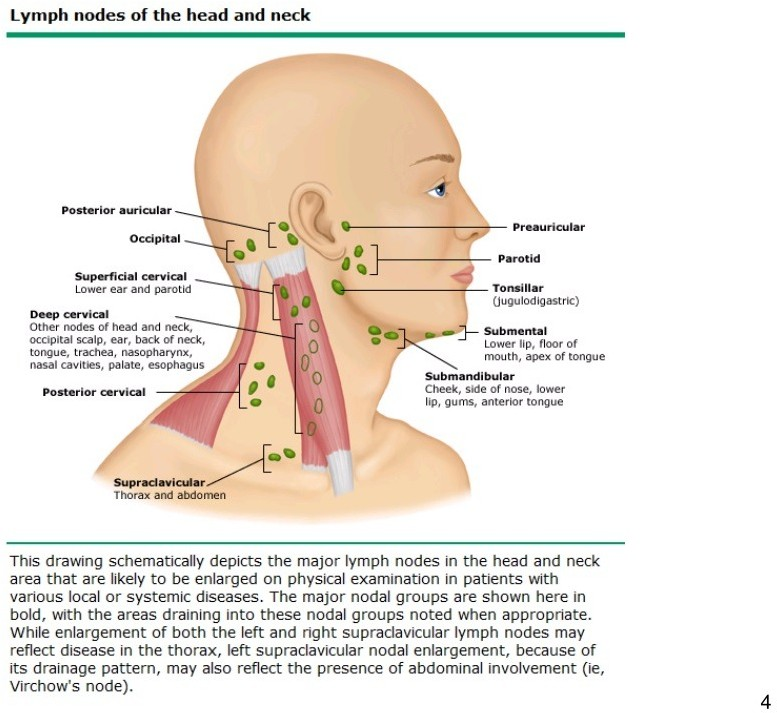 Lymph nodes of the head and neck
Posterior auricular
Occipital
Superficial cervical
Lower ear and parotid
Deep cervical
Other nodes of head and neck,
occipital scalp, ear, back of neck,
tongue, trachea, nasopharynx,
nasal cavities, palate, esophagus
Posterior cervical
Supraclavicular
Thorax and abdomen
Preauricular
Parotid
Tonsillar
(jugulodigastric)
Submental
Lower lip, floor of
mouth, apex of tongue
Submandibular
Cheek, side of nose, lower
lip, gums, anterior tongue
This drawing schematically depicts the major lymph nodes in the head and neck
area that are likely to be enlarged on physical examination in patients with
various local or systemic diseases. The major nodal groups are shown here in
bold, with the areas draining into these nodal groups noted when appropriate.
While enlargement of both the left and right supraclavicular lymph nodes may
reflect disease in the thorax, left supraclavicular nodal enlargement, because of
its drainage pattern, may also reflect the presence of abdominal involvement (ie,
Virchow's node).
4